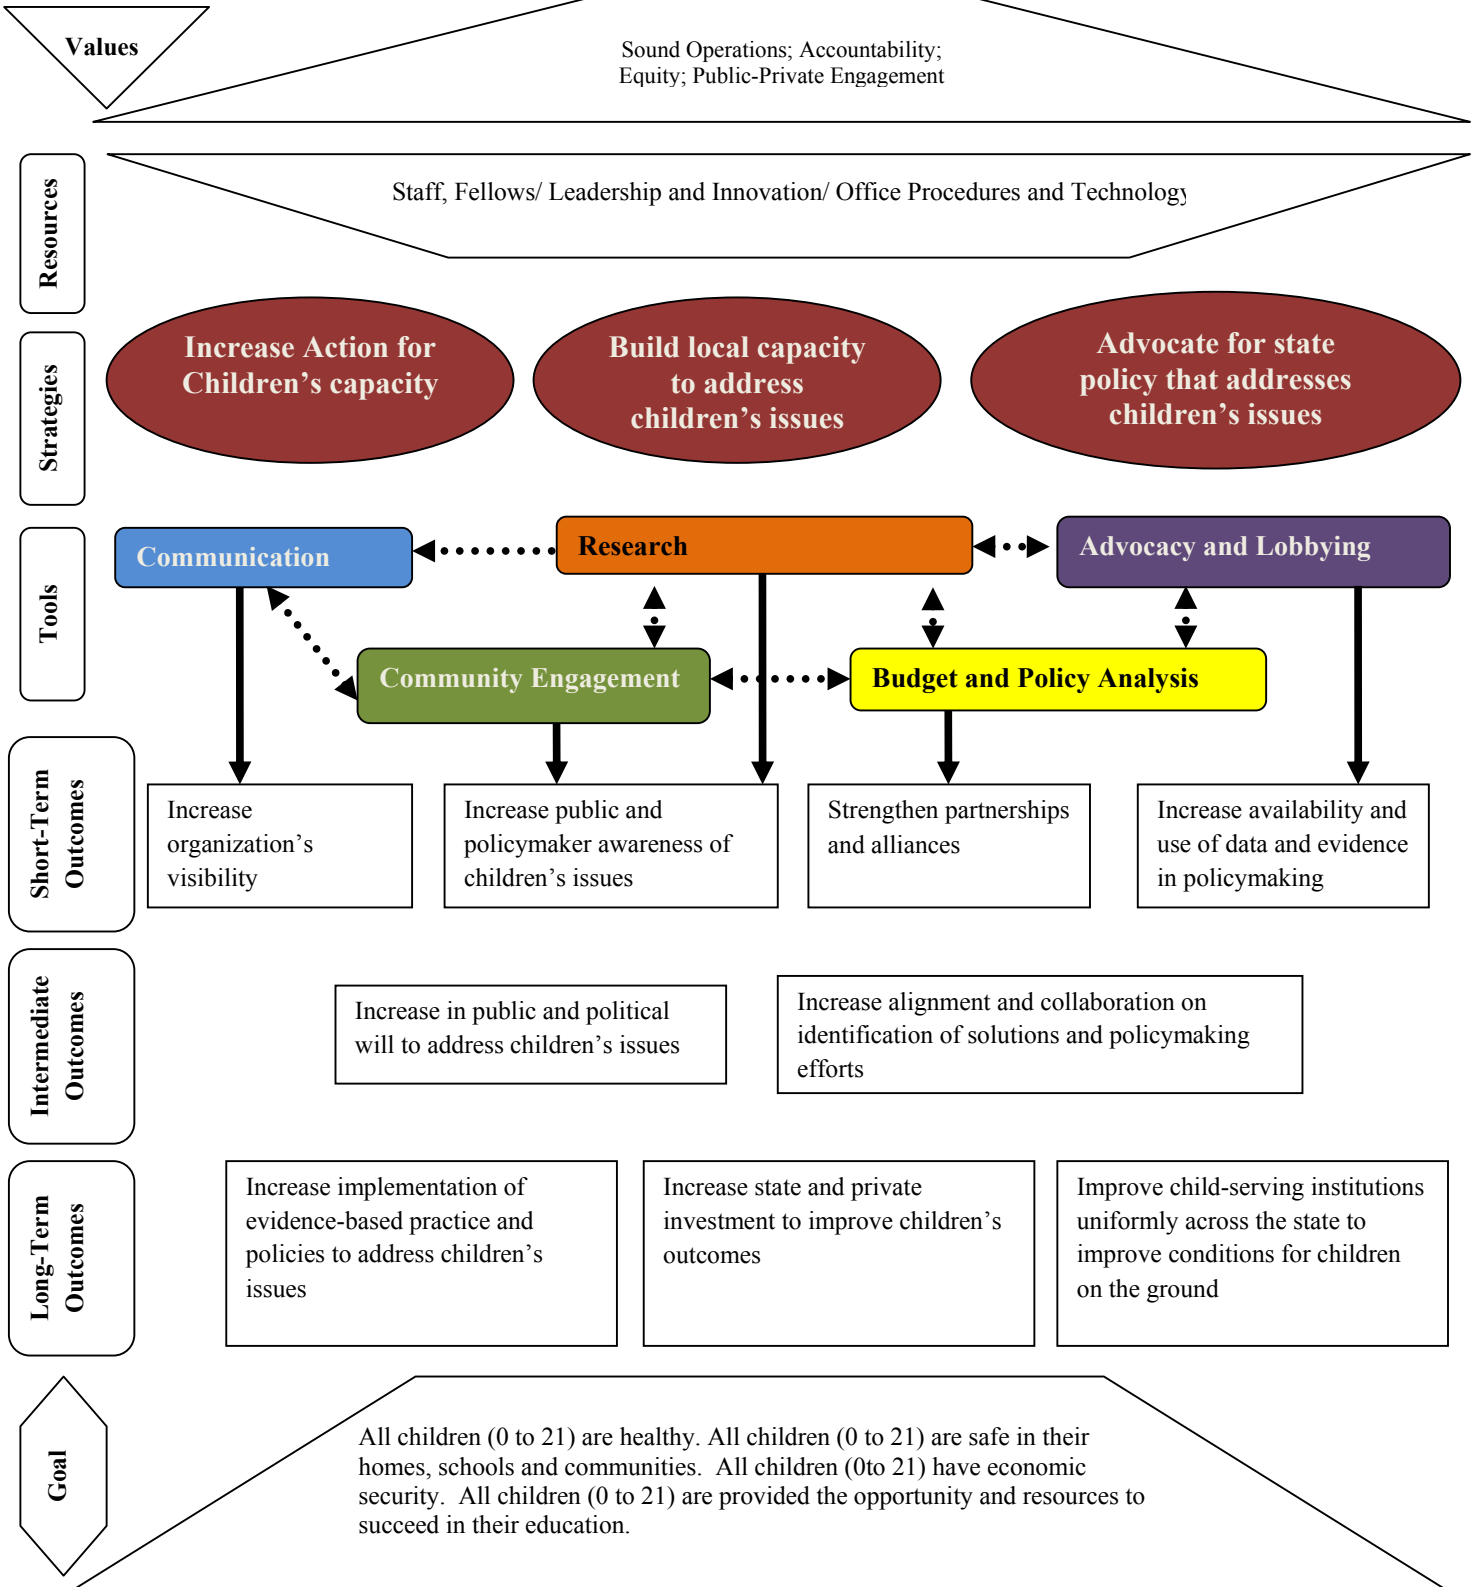 Values
Sound Operations; Accountability;
Equity; Public-Private Engagement
Resources
Staff, Fellows/ Leadership and Innovation/ Office Procedures and Technology
Strategies
Increase Action for
Children’s capacity
Build local capacity
to address
children’s issues
Advocate for state
policy that addresses
children’s issues
Tools
Communication
Research
Advocacy and Lobbying
Community Engagement
Budget and Policy Analysis
Short-Term
Outcomes
Increase
organization’s
visibility
Increase public and
policymaker awareness of
children’s issues
Strengthen partnerships
and alliances
Increase availability and
use of data and evidence
in policymaking
Intermediate
Outcomes
Increase in public and political
will to address children’s issues
Increase alignment and collaboration on
identification of solutions and policymaking
efforts
Long-Term
Outcomes
Increase implementation of
evidence-based practice and
policies to address children’s
issues
Increase state and private
investment to improve children’s
outcomes
Improve child-serving institutions
uniformly across the state to
improve conditions for children
on the ground
Goal
All children (0 to 21) are healthy. All children (0 to 21) are safe in their
homes, schools and communities.  All children (0to 21) have economic
security.  All children (0 to 21) are provided the opportunity and resources to
succeed in their education.